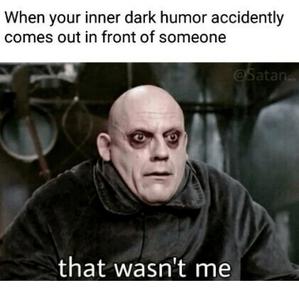 When your inner dark humor accidently
comes out in front of someone
@Satan
that wasn't me